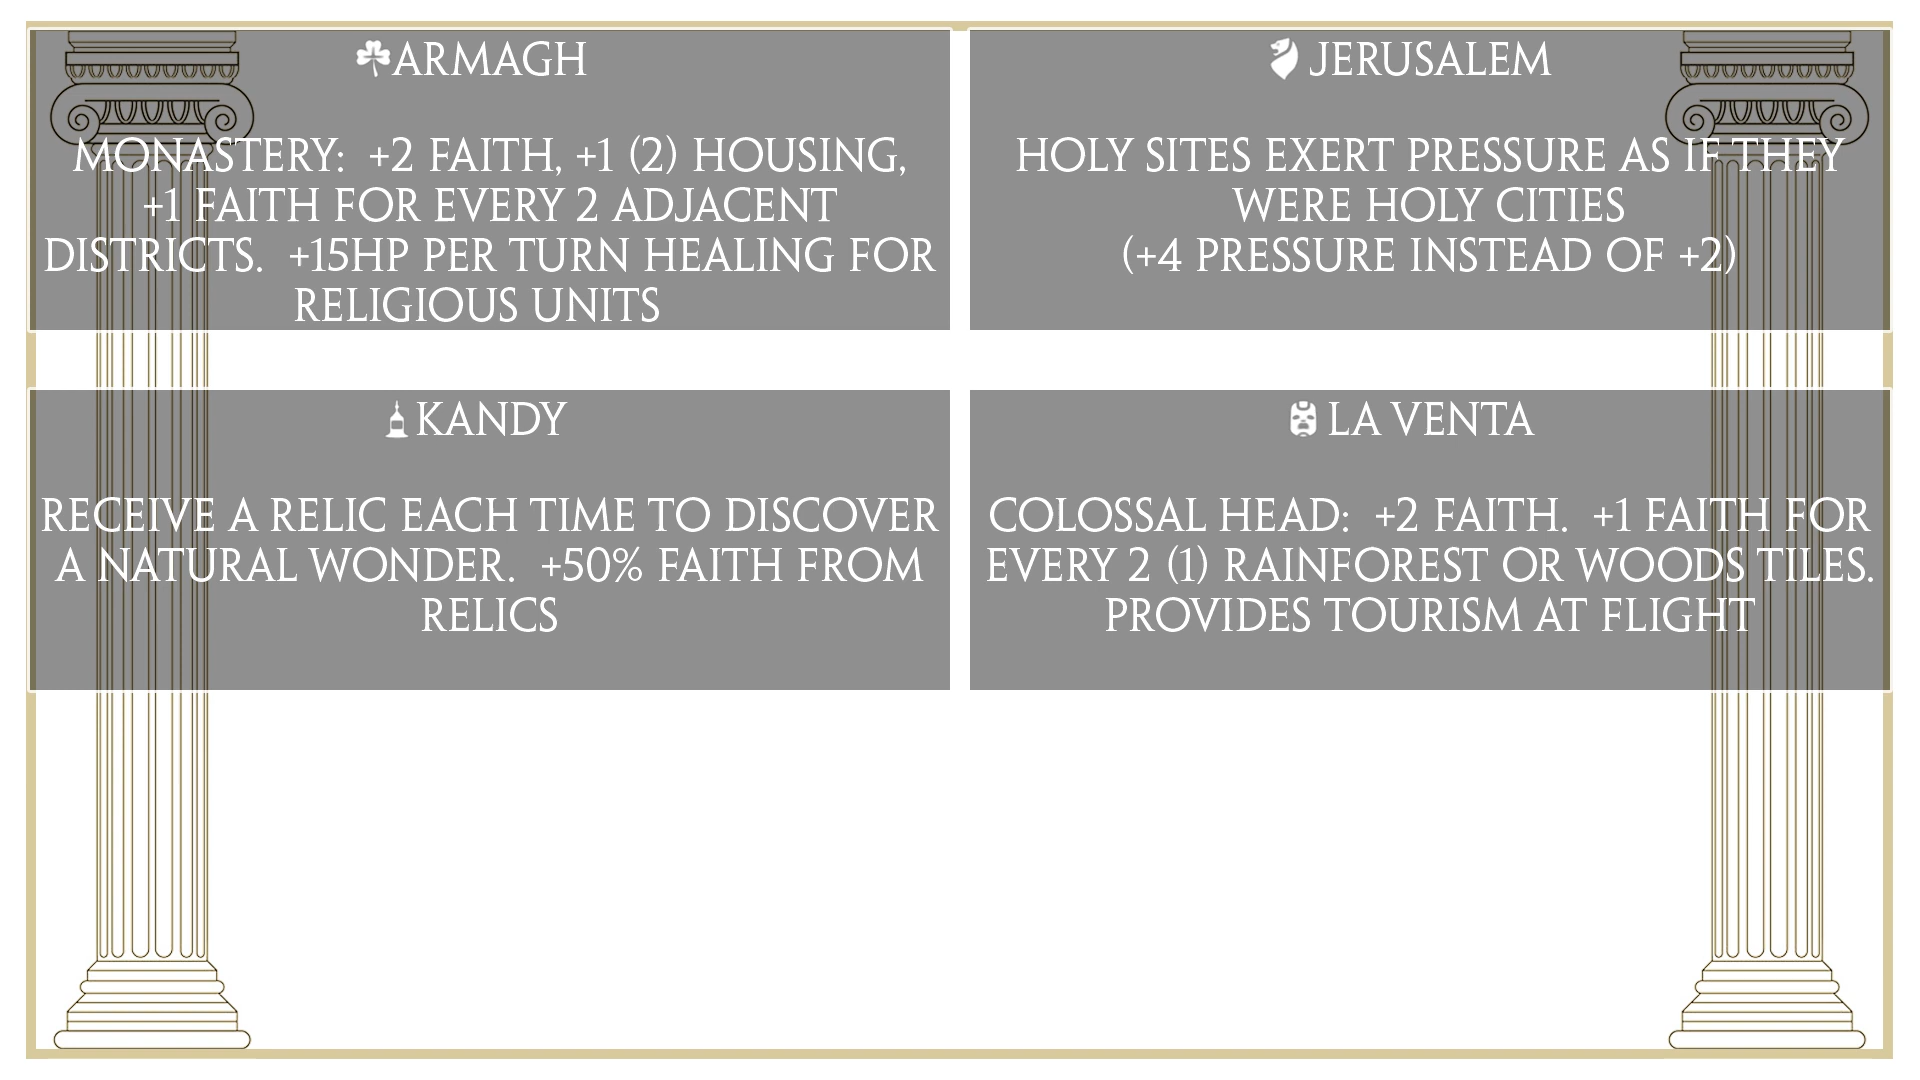 ARMAGH
MONASTERY: +2 FAITH, +1 (2) HOUSING,
+1 FAITH FOR EVERY 2 ADJACENT
DISTRICTS. +15HP PER TURN HEALING FOR
RELIGIOUS UNITS
JERUSALEM
HOLY SITES EXERT PRESSURE AS IF THEY
WERE HOLY CITIES
(+4 PRESSURE INSTEAD OF +2)
KANDY
RECEIVE A RELIC EACH TIME TO DISCOVER
A NATURAL WONDER. +50% FAITH FROM
RELICS
LA VENTA
COLOSSAL HEAD: +2 FAITH. +1 FAITH FOR
EVERY 2 (1) RAINFOREST OR WOODS TILES.
PROVIDES TOURISM AT FLIGHT